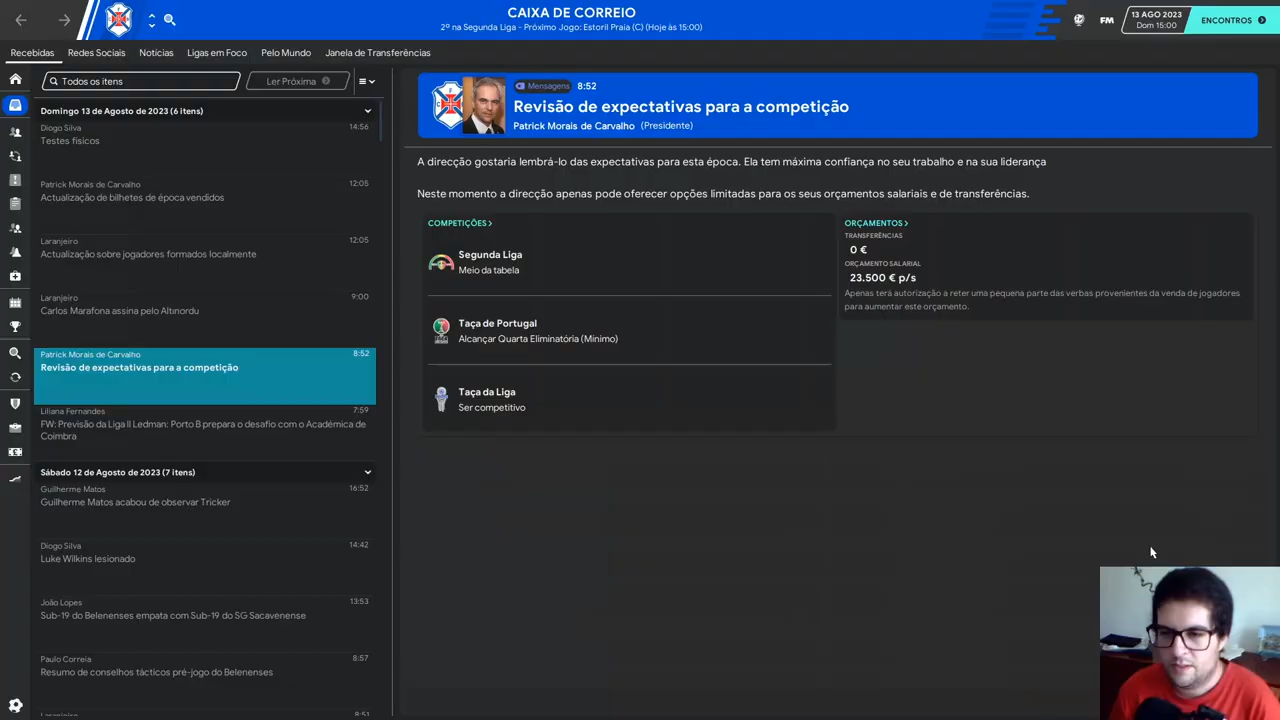 CAIXA DE CORREIO
2º na Segunda Liga - Próximo Jogo: Estoril Praia (C) (Hoje às 15:00)
FM
13 AGO 2023
Dom 15:00
ENCONTROS
Recebidas
Redes Sociais
Notícias
Ligas em Foco
Pelo Mundo
Janela de Transferências
Todos os itens
Ler Próxima
Domingo 13 de Agosto de 2023 (6 itens)
Diogo Silva 14:56
Testes físicos
Patrick Morais de Carvalho 12:05
Actualização de bilhetes de época vendidos
Laranjeiro 12:05
Actualização sobre jogadores formados localmente
Laranjeiro 9:00
Carlos Marafona assina pelo Altınordu
Patrick Morais de Carvalho 8:52
Revisão de expectativas para a competição
Liliana Fernandes 7:59
FW: Previsão da Liga II Ledman: Porto B prepara o desafio com o Académica de
Coimbra
Sábado 12 de Agosto de 2023 (7 itens)
Guilherme Matos 16:52
Guilherme Matos acabou de observar Tricker
Diogo Silva 14:42
Luke Wilkins lesionado
João Lopes 13:53
Sub-19 do Belenenses empata com Sub-19 do SG Sacavenense
Paulo Correia 8:57
Resumo de conselhos tácticos pré-jogo do Belenenses
Laranjeiro 8:51
Mensagens 8:52
Revisão de expectativas para a competição
Patrick Morais de Carvalho (Presidente)
A direcção gostaria lembrá-lo das expectativas para esta época. Ela tem máxima confiança no seu trabalho e na sua liderança
Neste momento a direcção apenas pode oferecer opções limitadas para os seus orçamentos salariais e de transferências.
COMPETIÇÕES
Segunda Liga
Meio da tabela
Taça de Portugal
Alcançar Quarta Eliminatória (Mínimo)
Taça da Liga
Ser competitivo
ORÇAMENTOS
TRANSFERÊNCIAS
0 €
ORÇAMENTO SALARIAL
23.500 € p/s
Apenas terá autorização a reter uma pequena parte das verbas provenientes da venda de jogadores
para aumentar este orçamento.